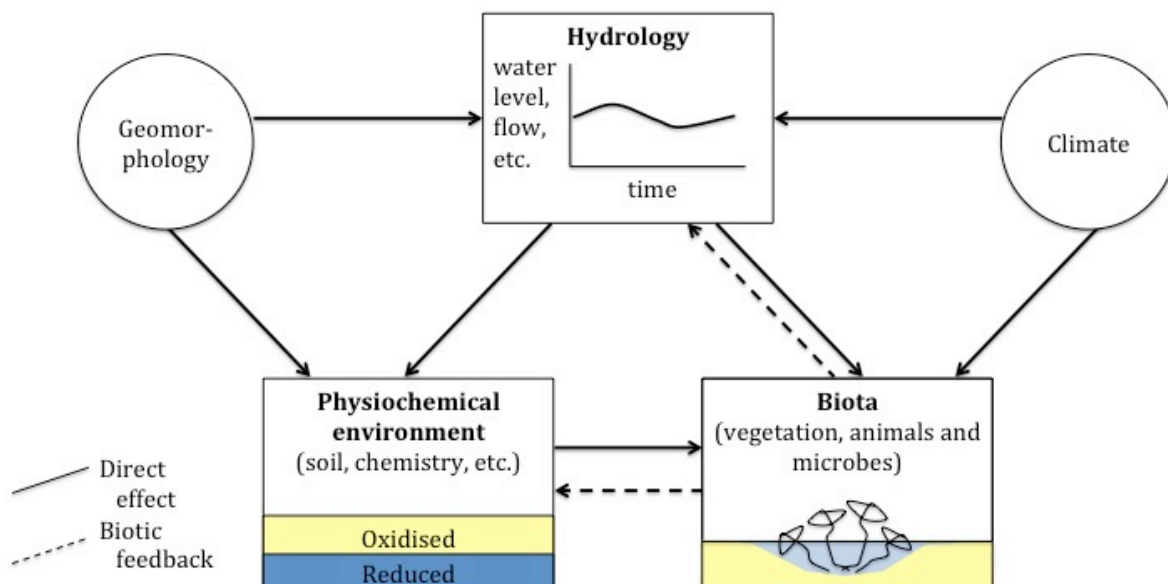 Hydrology
water
level,
flow,
etc.
time
Geomor-
phology
Climate
Physiochemical
environment
(soil, chemistry, etc.)
Oxidised
Reduced
Biota
(vegetation, animals and
microbes)
Direct
effect
Biotic
feedback